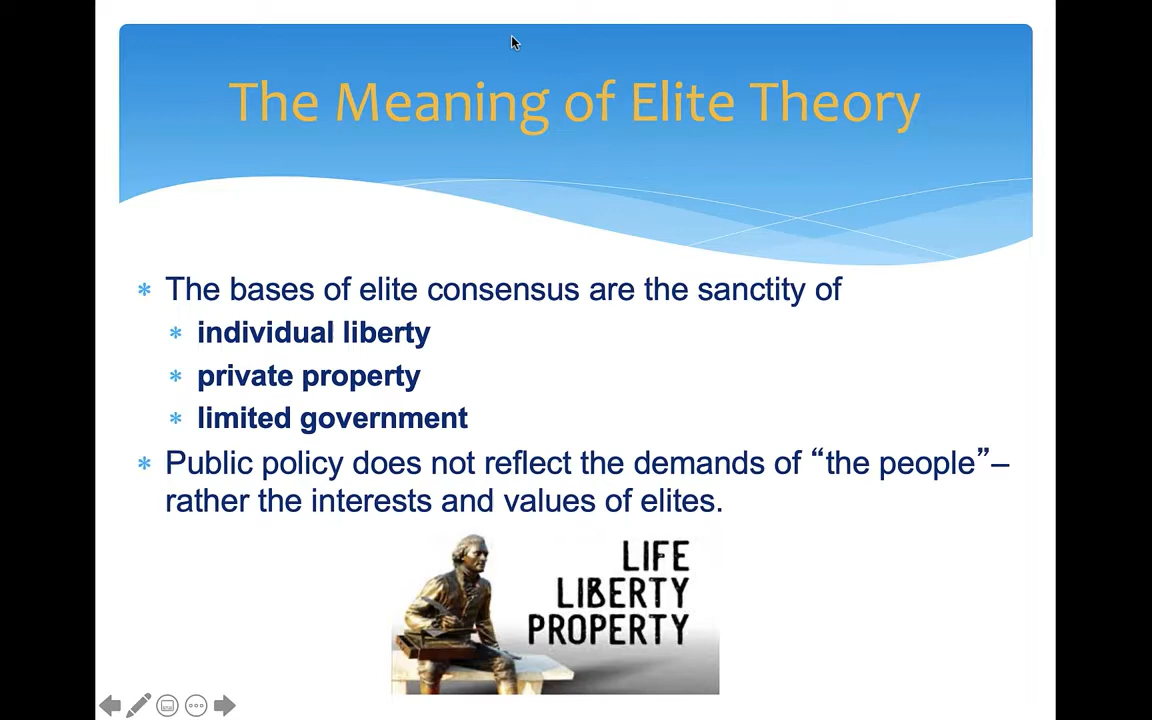 The Meaning of Elite Theory
The bases of elite consensus are the sanctity of
individual liberty
private property
limited government
Public policy does not reflect the demands of “the people”–
rather the interests and values of elites.
LIFE
LIBERTY
PROPERTY